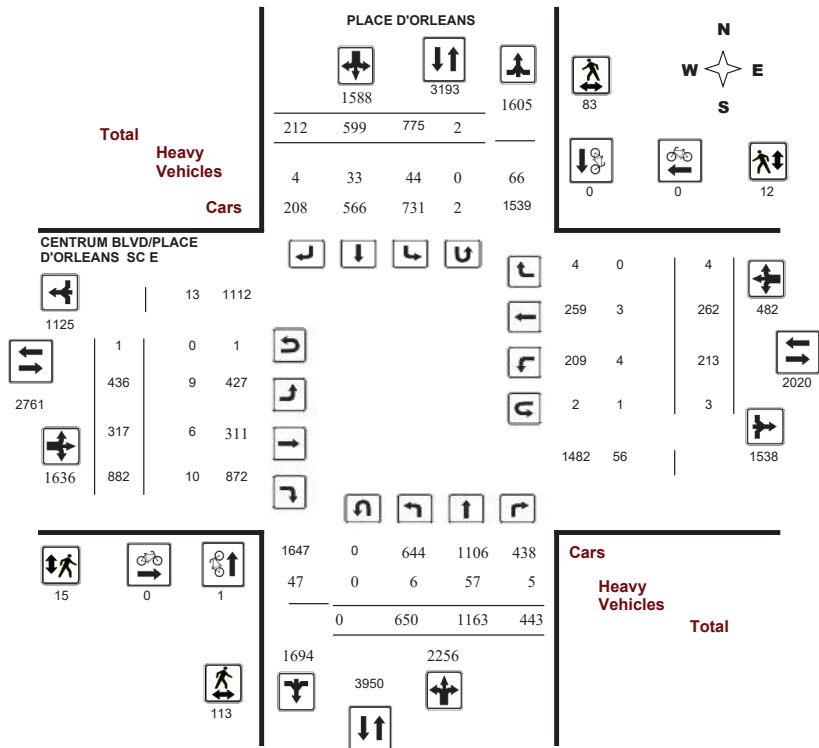 PLACE D'ORLEANS
N
W E
S
1588
3193
1605
83
Total
212 599 775 2
Heavy
Vehicles
4 33 44 0 66
0 0 12
Cars
208 566 731 2 1539
CENTRUM BLVD/PLACE
D'ORLEANS SC E
13 1112
1125
4 0 4
259 3 262 482
1 0 1
209 4 213
2761
436 9 427
2020
2 1 3
317 6 311
1636
882 10 872
1482 56 1538
1647 0 644 1106 438
Cars
47 0 6 57 5
Heavy
Vehicles
15 0 1
0 650 1163 443
Total
1694 2256
3950
113